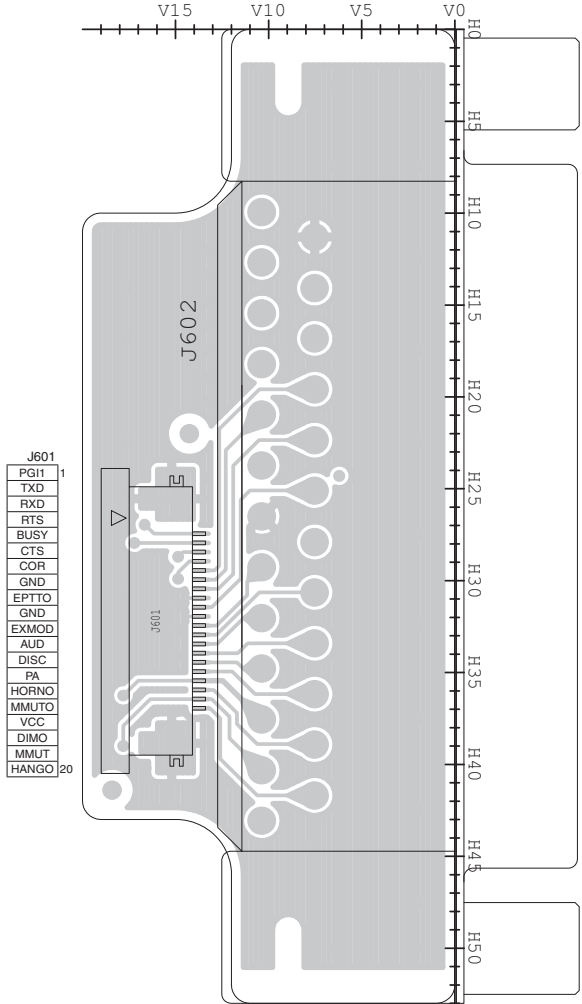 V15 V10 V5 V0
H0
H5
H10
H15
H20
H25
H30
H35
H40
H45
H50
J602
J601
J601
PGI1 1
TXD
RXD
RTS
BUSY
CTS
COR
GND
EPTTO
GND
EXMOD
AUD
DISC
PA
HORNO
MMUTO
VCC
DIMO
MMUT
HANGO 20